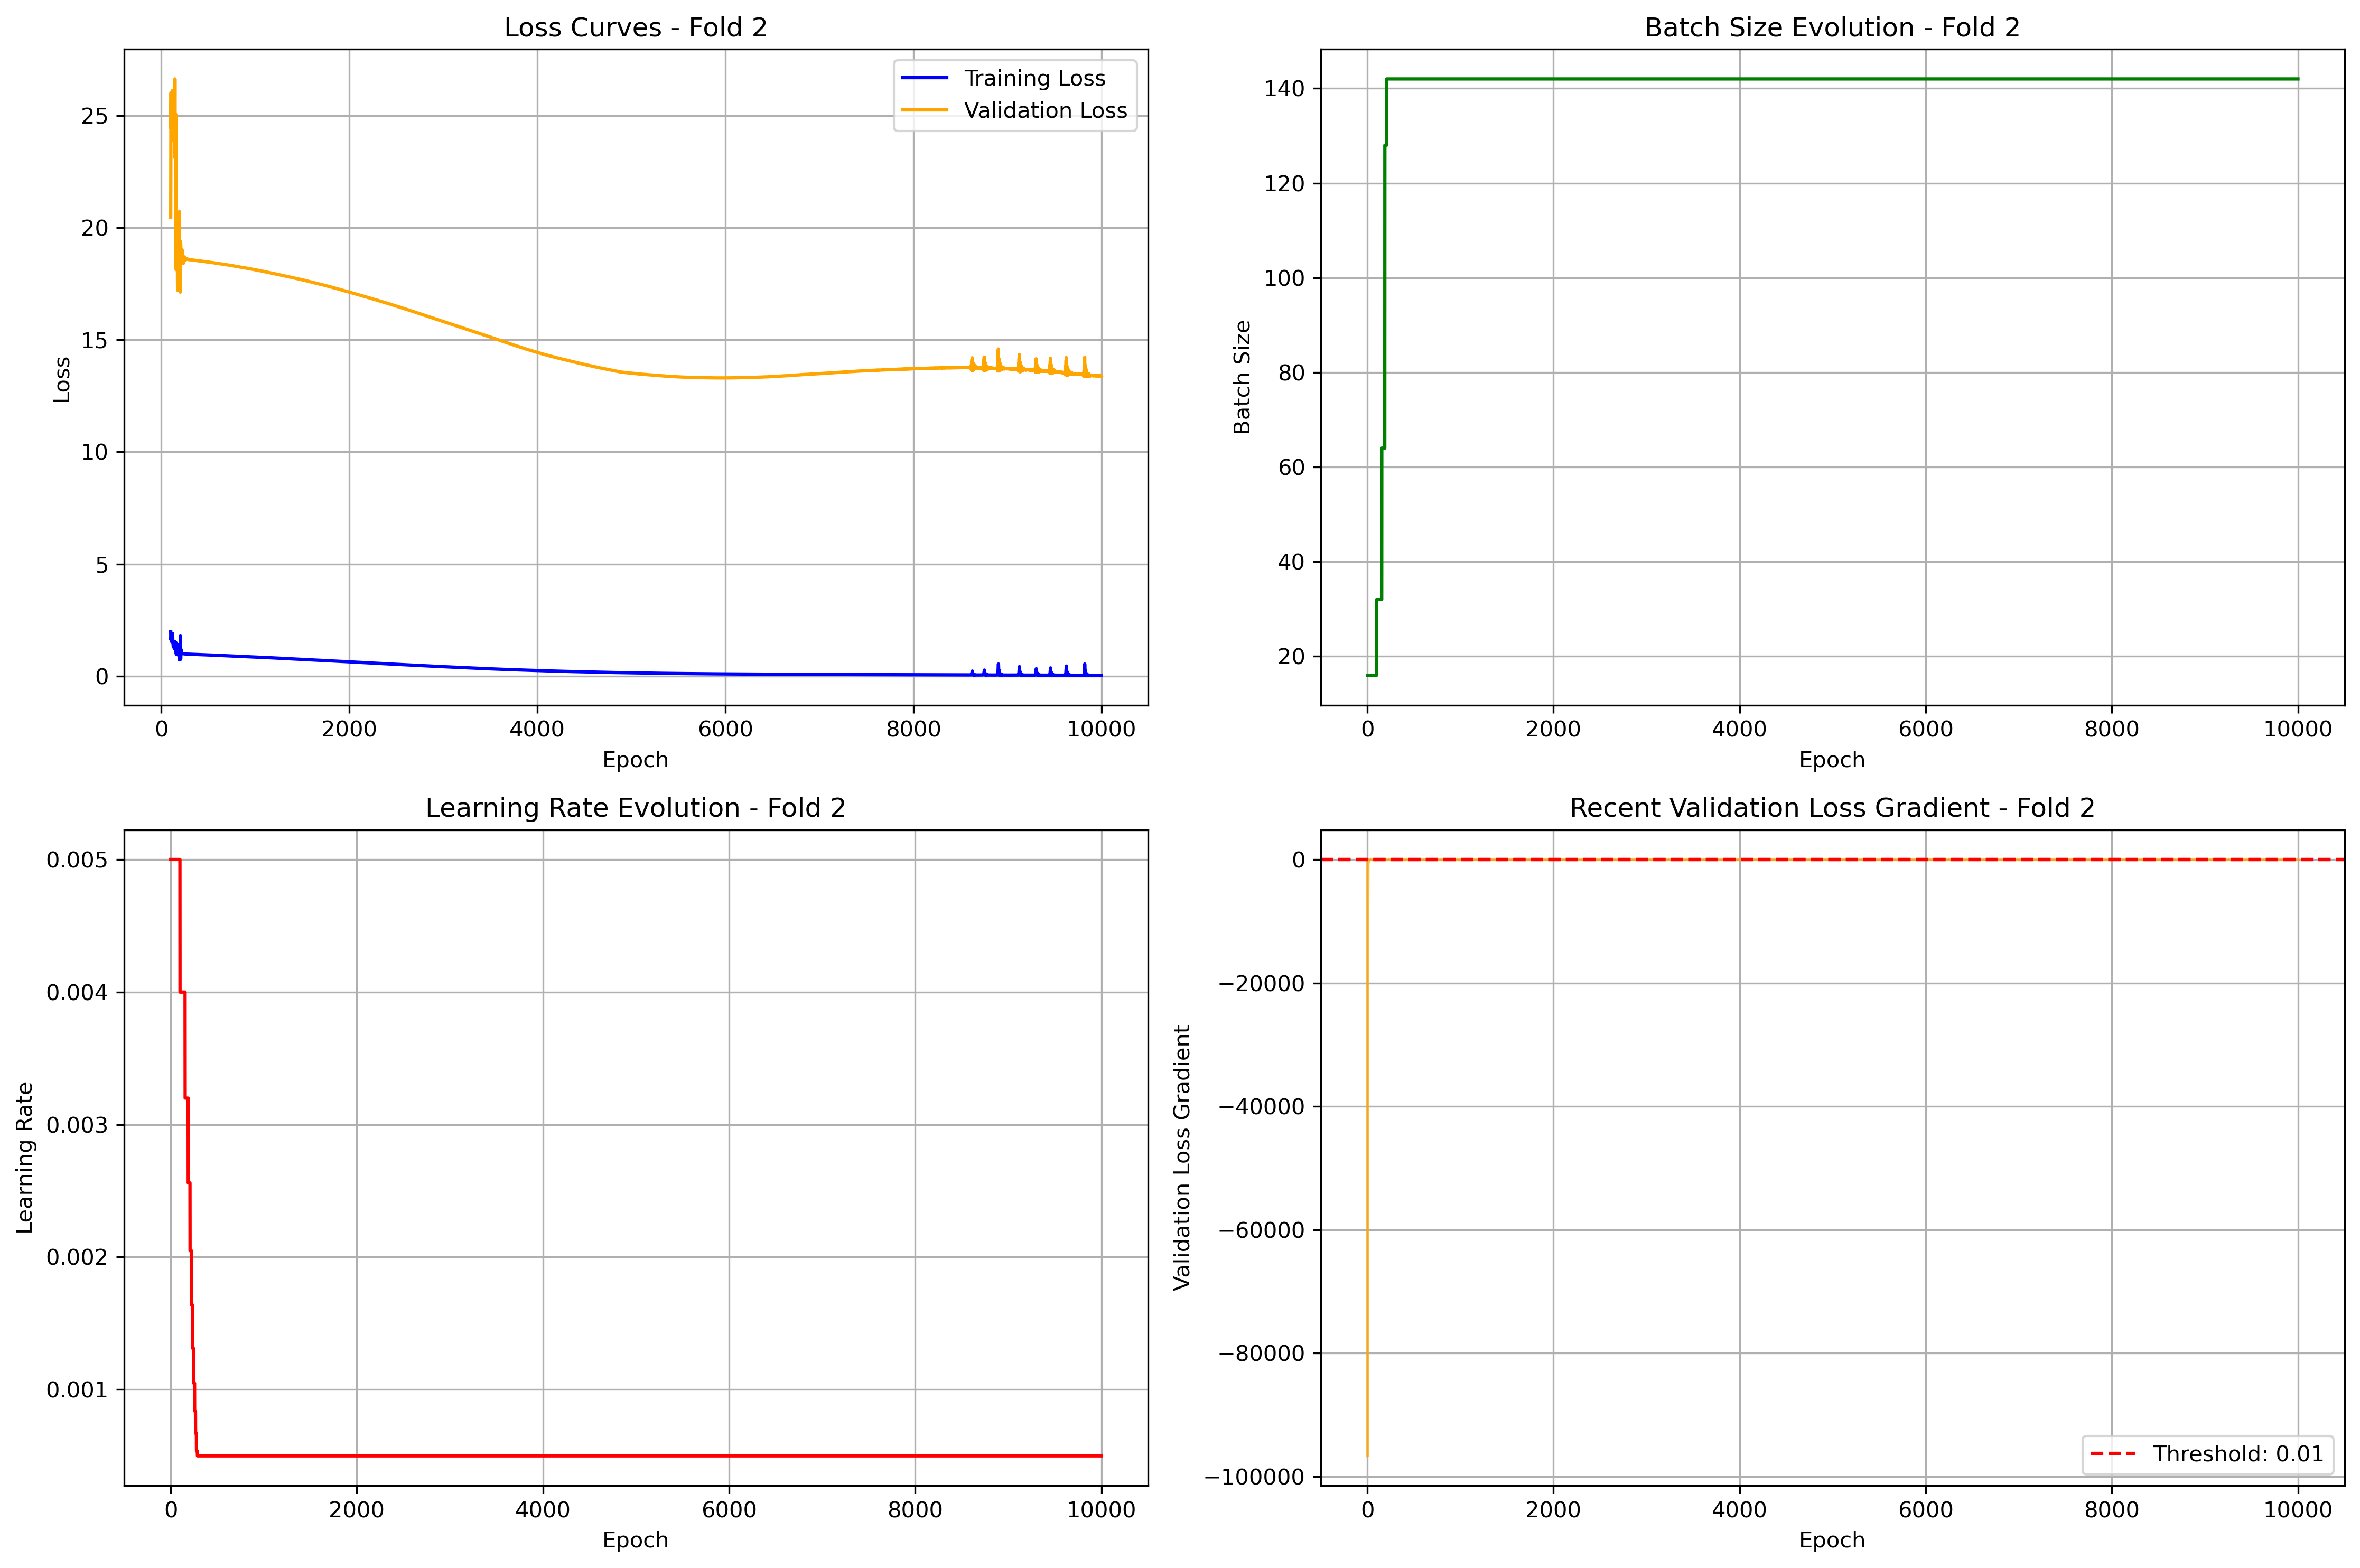 Loss Curves - Fold 2
Training Loss
Validation Loss
25
20
15
10
5
0
Loss
0 2000 4000 6000 8000 10000
Epoch
Batch Size Evolution - Fold 2
140
120
100
80
60
40
20
Batch Size
0 2000 4000 6000 8000 10000
Epoch
Learning Rate Evolution - Fold 2
0.005
0.004
0.003
0.002
0.001
Learning Rate
0 2000 4000 6000 8000 10000
Epoch
Recent Validation Loss Gradient - Fold 2
0
−20000
−40000
−60000
−80000
−100000
Validation Loss Gradient
Threshold: 0.01
0 2000 4000 6000 8000 10000
Epoch